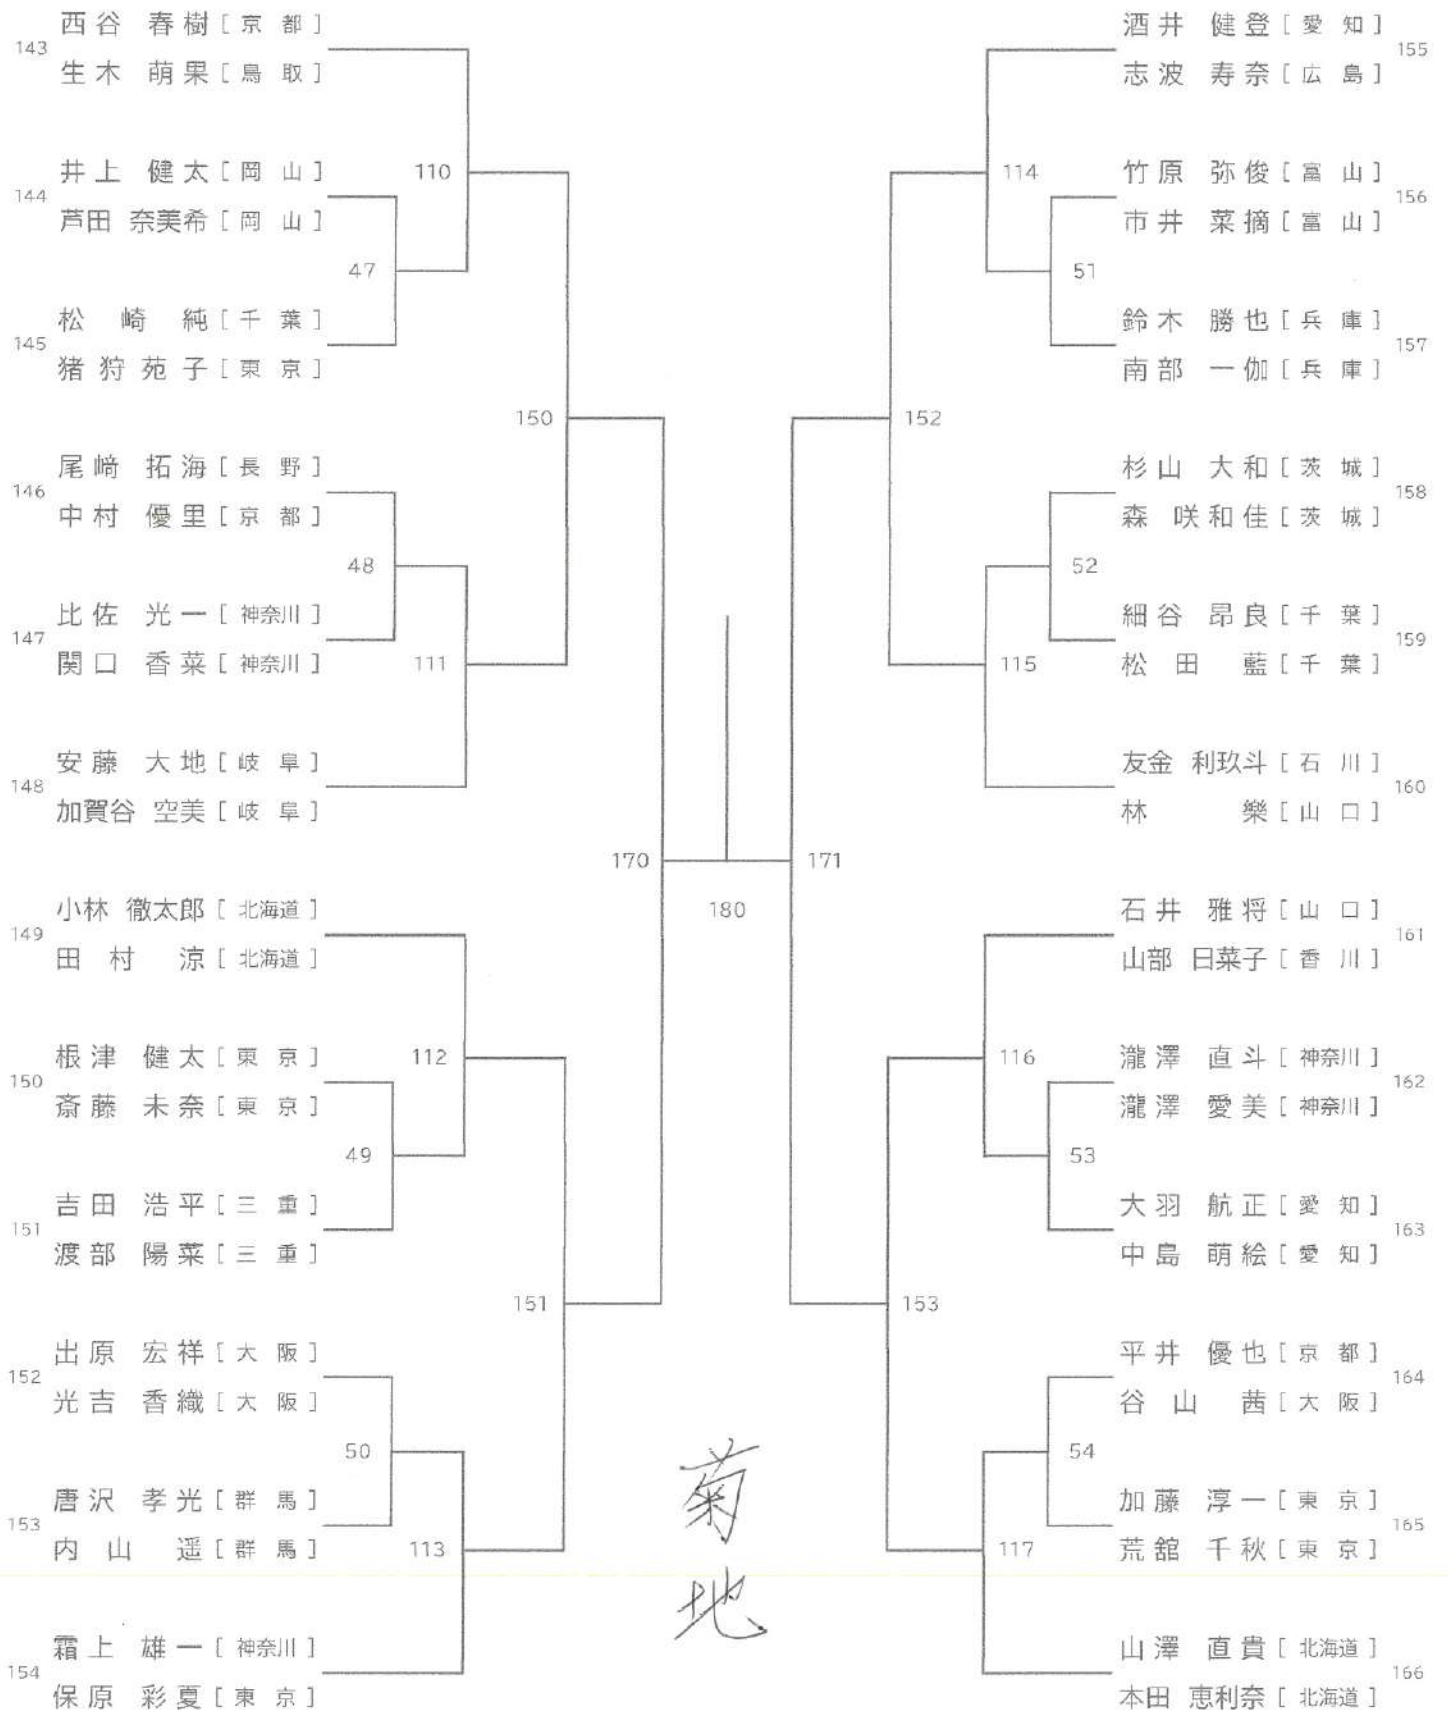 143
西谷 春樹 [京都]
生木 萌果 [鳥取]
144
井上 健太 [岡山]
芦田 奈美希 [岡山]
145
松崎 純 [千葉]
猪狩 苑子 [東京]
146
尾﨑 拓海 [長野]
中村 優里 [京都]
147
比佐 光一 [神奈川]
関口 香菜 [神奈川]
148
安藤 大地 [岐阜]
加賀谷 空美 [岐阜]
149
小林 徹太郎 [北海道]
田村 涼 [北海道]
150
根津 健太 [東京]
斎藤 未奈 [東京]
151
吉田 浩平 [三重]
渡部 陽菜 [三重]
152
出原 宏祥 [大阪]
光吉 香織 [大阪]
153
唐沢 孝光 [群馬]
内山 遥 [群馬]
154
霜上 雄一 [神奈川]
保原 彩夏 [東京]
47
48
49
50
110
111
112
113
150
151
170
180
171
152
153
114
115
116
117
51
52
53
54
155
酒井 健登 [愛知]
志波 寿奈 [広島]
156
竹原 弥俊 [富山]
市井 菜摘 [富山]
157
鈴木 勝也 [兵庫]
南部 一伽 [兵庫]
158
杉山 大和 [茨城]
森 咲和佳 [茨城]
159
細谷 昂良 [千葉]
松田 藍 [千葉]
160
友金 利玖斗 [石川]
林 樂 [山口]
161
石井 雅将 [山口]
山部 日菜子 [香川]
162
瀧澤 直斗 [神奈川]
瀧澤 愛美 [神奈川]
163
大羽 航正 [愛知]
中島 萌絵 [愛知]
164
平井 優也 [京都]
谷山 茜 [大阪]
165
加藤 淳一 [東京]
荒舘 千秋 [東京]
166
山澤 直貴 [北海道]
本田 恵利奈 [北海道]
菊地